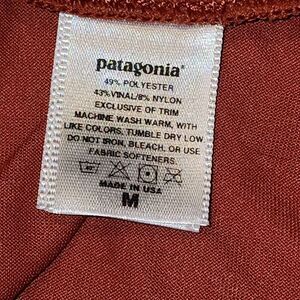 patagonia®
49% POLYESTER
43% VINAL/8% NYLON
EXCLUSIVE OF TRIM
MACHINE WASH WARM, WITH
LIKE COLORS. TUMBLE DRY LOW
DO NOT IRON, BLEACH, OR USE
FABRIC SOFTENERS.
MADE IN USA
M